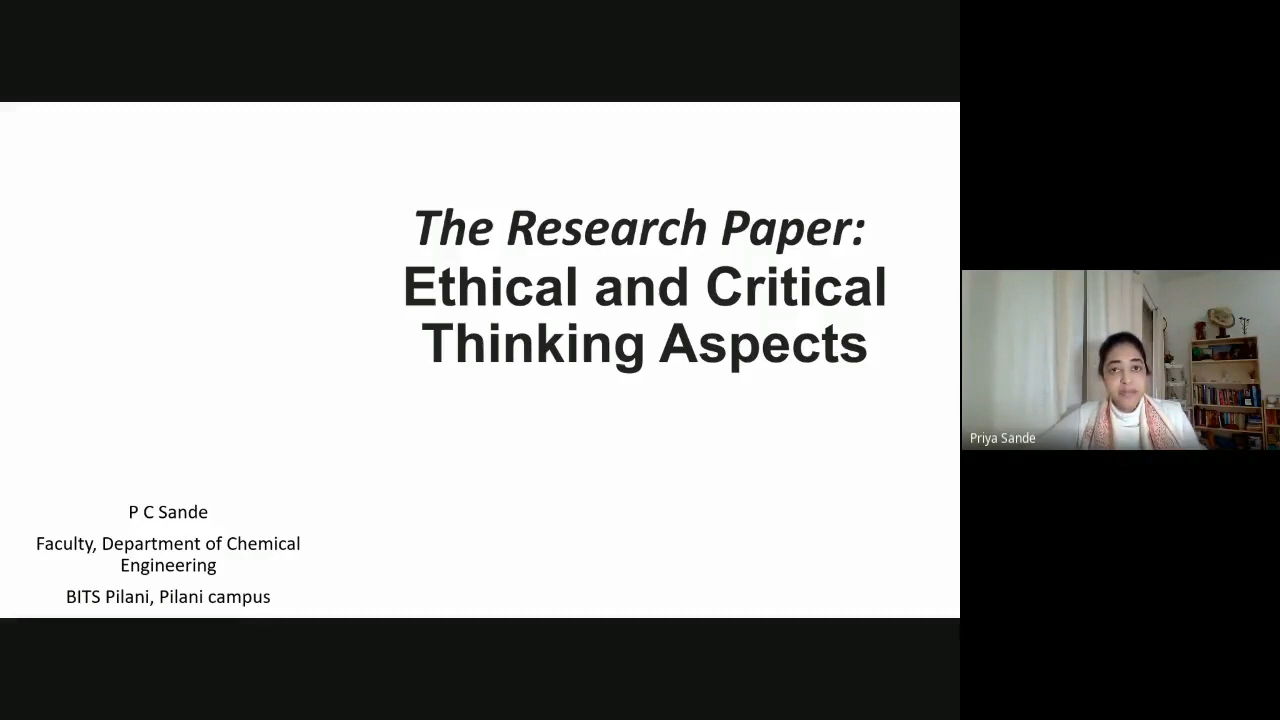 The Research Paper:
Ethical and Critical
Thinking Aspects
P C Sande
Faculty, Department of Chemical
Engineering
BITS Pilani, Pilani campus
Priya Sande